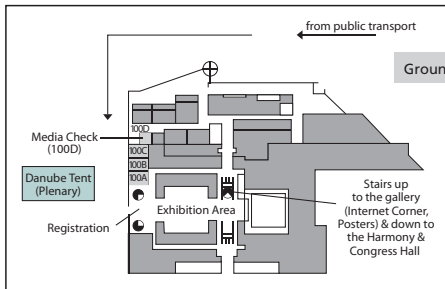 from public transport
Groun
100D
Media Check
(100D)
100C
100B
100A
Danube Tent
(Plenary)
Exhibition Area
Registration
Stairs up
to the gallery
(Internet Corner,
Posters) & down
to the Harmony &
Congress Hall